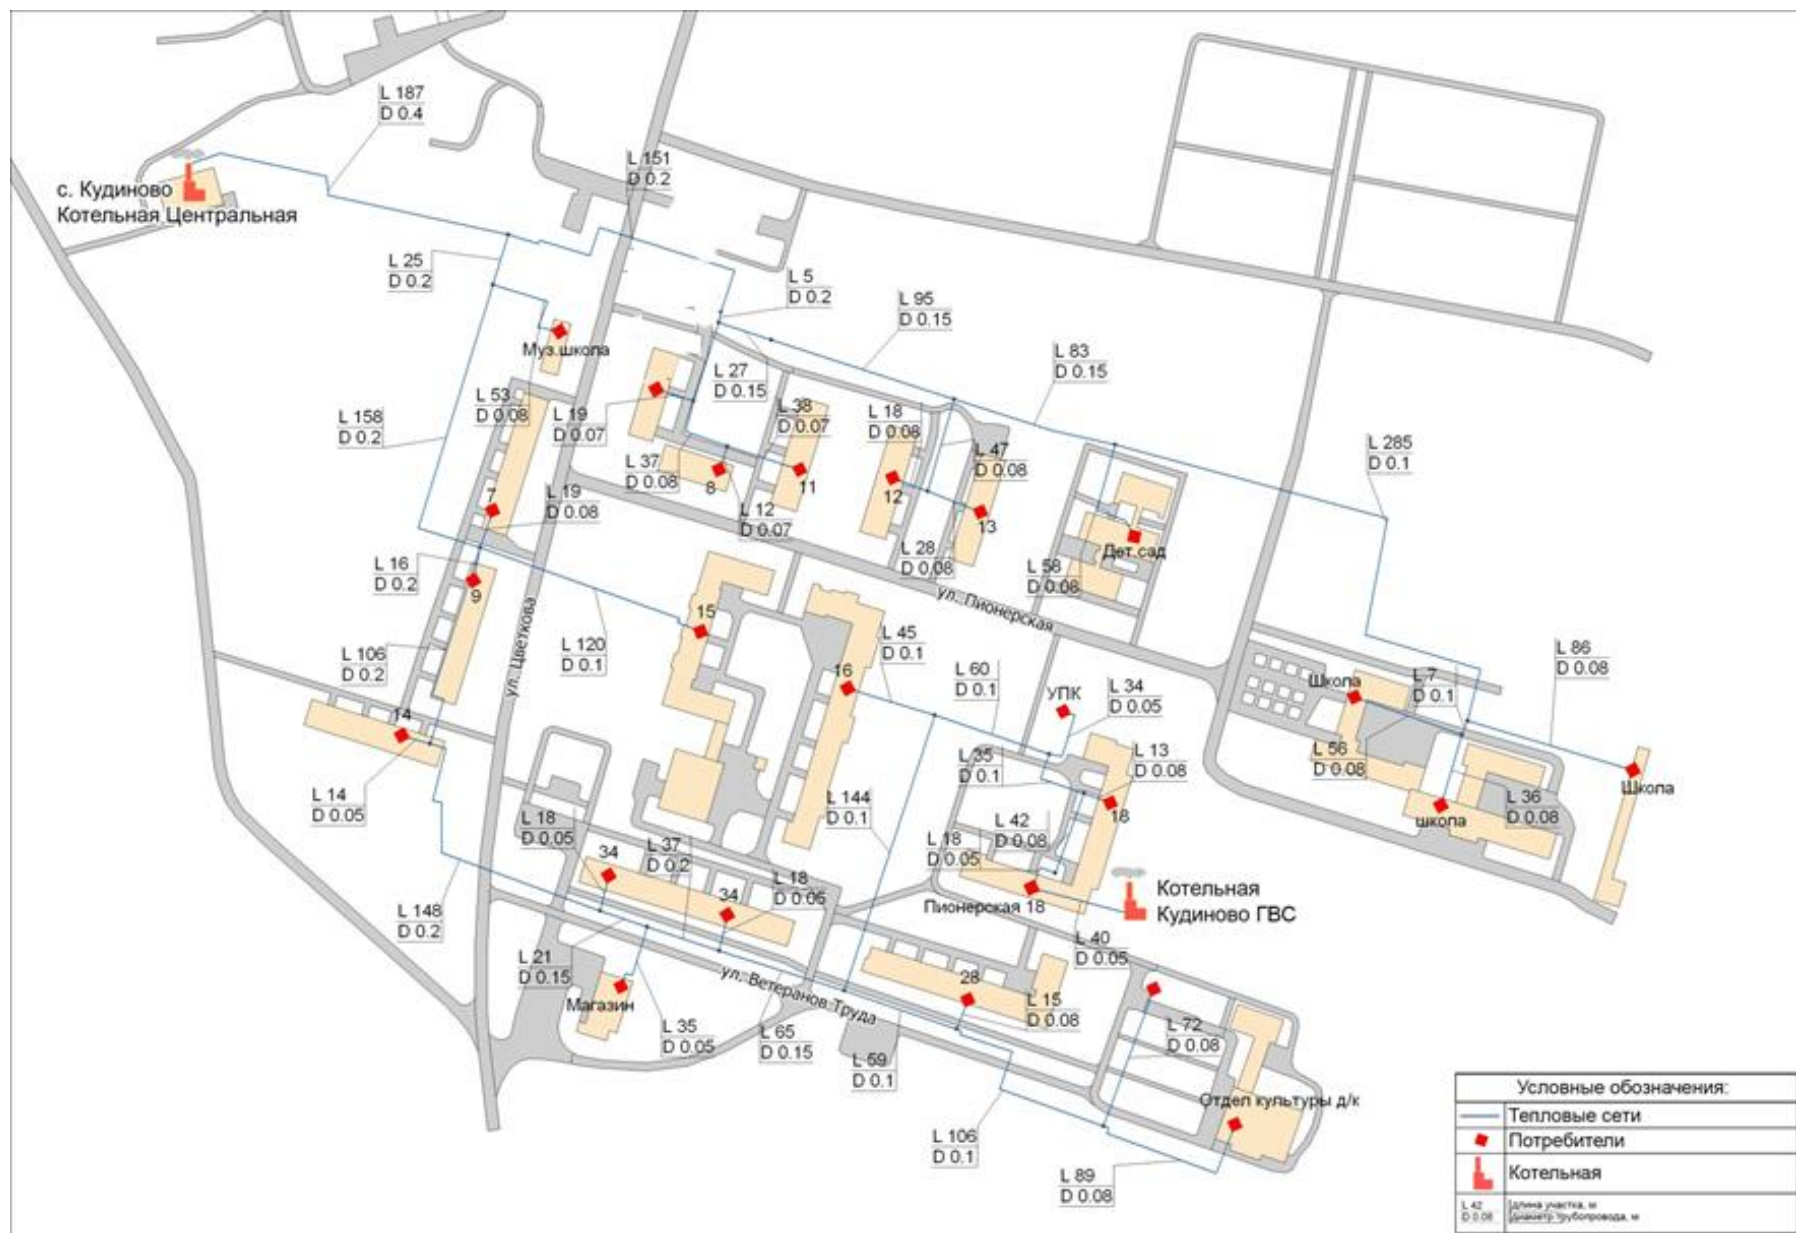 L 187
D 0.4
L 151
D 0.2
с. Кудиново
Котельная Центральная
L 25
D 0.2
L 5
D 0.2
L 95
D 0.15
Муз.школа
L 83
D 0.15
L 27
D 0.15
L 53
D 0.08
L 19
D 0.07
L 38
D 0.07
L 18
D 0.08
L 158
D 0.2
L 285
D 0.1
L 47
D 0.08
L 37
D 0.08
8
11
12
13
7
L 19
D 0.08
L 12
D 0.07
L 28
D 0.08
Дет.сад
L 58
D 0.08
L 16
D 0.2
9
ул. Цветкова
ул. Пионерская
15
L 120
D 0.1
L 45
D 0.1
L 106
D 0.2
16
L 60
D 0.1
УПК
L 34
D 0.05
Школа
L 7
D 0.1
L 86
D 0.08
14
L 35
D 0.1
L 13
D 0.08
L 56
D 0.08
Школа
L 14
D 0.05
L 144
D 0.1
18
школа
L 36
D 0.08
L 18
D 0.05
L 37
D 0.2
L 42
D 0.08
L 18
D 0.05
34
34
L 18
D 0.05
Пионерская 18
Котельная
Кудиново ГВС
L 148
D 0.2
L 21
D 0.15
L 40
D 0.05
ул. Ветеранов Труда
Магазин
28
L 15
D 0.08
L 35
D 0.05
L 65
D 0.15
L 59
D 0.1
L 72
D 0.08
Отдел культуры д/к
L 106
D 0.1
L 89
D 0.08
Условные обозначения:
Тепловые сети
Потребители
Котельная
L 42 длина участка, м
D 0.08 диаметр трубопровода, м